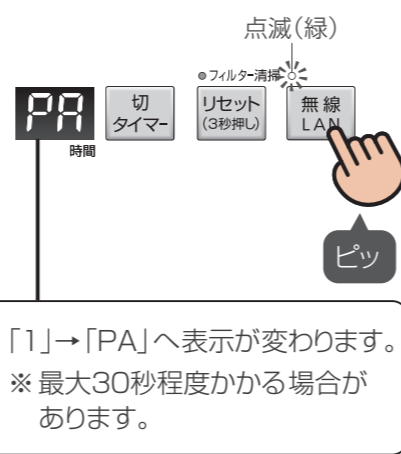 点滅(緑)
●フィルター清掃
PA
切
タイマー
リセット
(3秒押し)
無線
LAN
時間
ピッ
「1」→「PA」へ表示が変わります。
※最大30秒程度かかる場合が
あります。